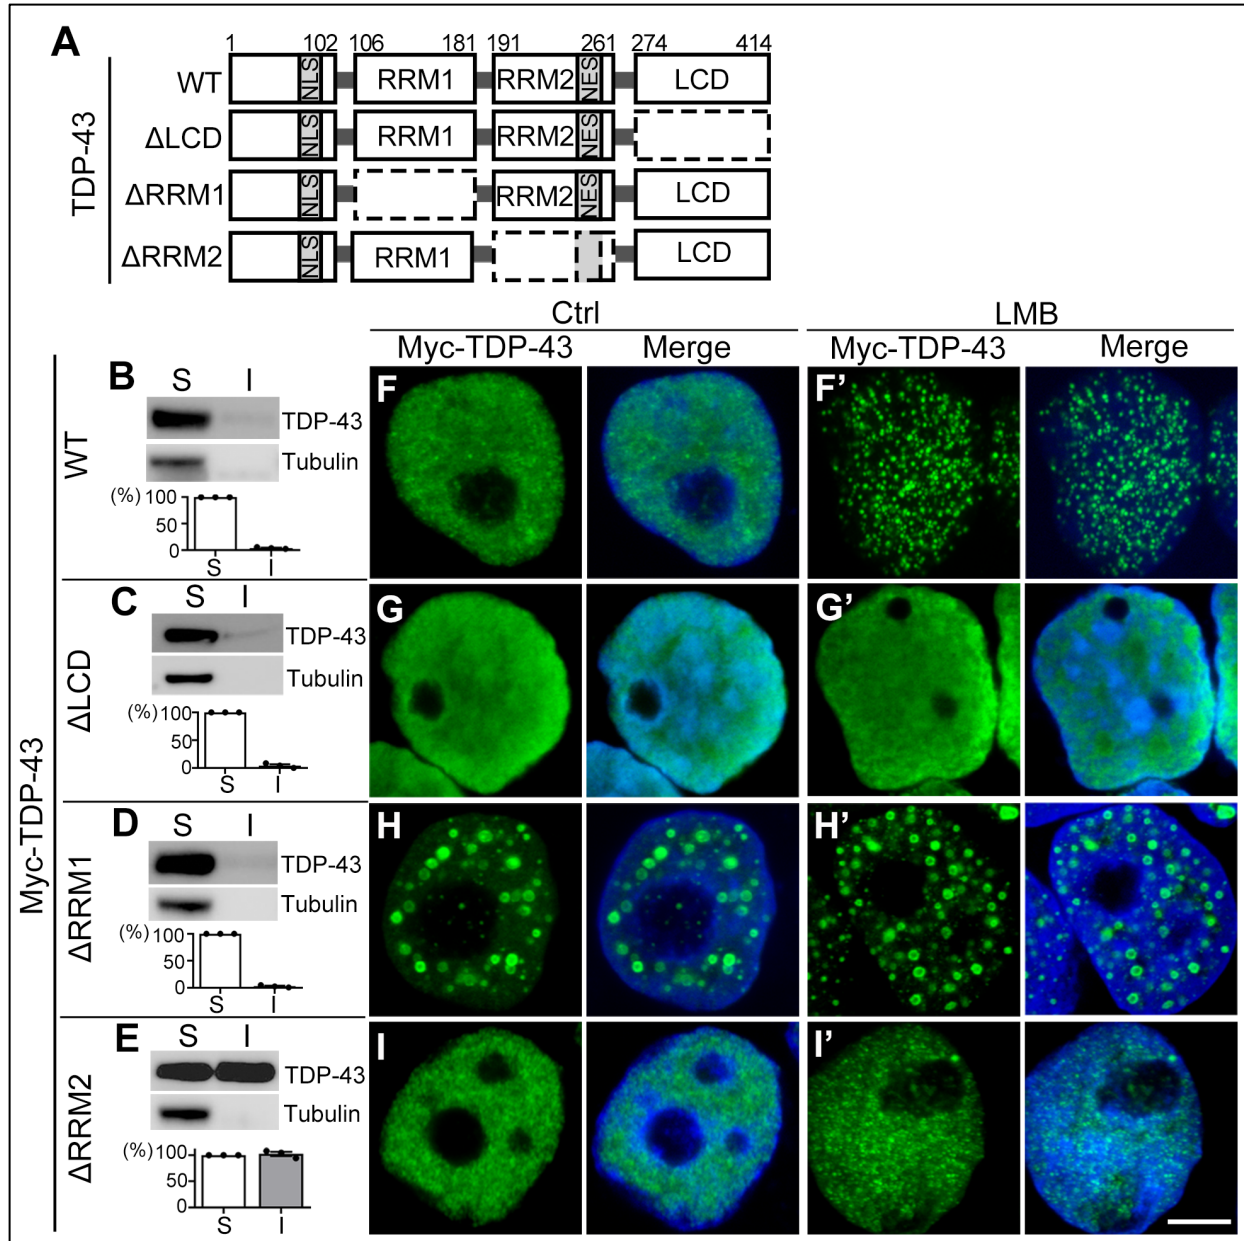 A
1 102 106 181 191 261 274 414
TDP-43
WT NLS RRM1 RRM2 NES LCD
ΔLCD NLS RRM1 RRM2 NES
ΔRRM1 NLS RRM2 NES LCD
ΔRRM2 NLS RRM1 LCD
Ctrl LMB
Myc-TDP-43 Merge Myc-TDP-43 Merge
Myc-TDP-43
WT
B S I
TDP-43
Tubulin
(%) 100
50
0
S I
F F’
ΔLCD
C S I
TDP-43
Tubulin
(%) 100
50
0
S I
G G’
ΔRRM1
D S I
TDP-43
Tubulin
(%) 100
50
0
S I
H H’
ΔRRM2
E S I
TDP-43
Tubulin
(%) 100
50
0
S I
I I’